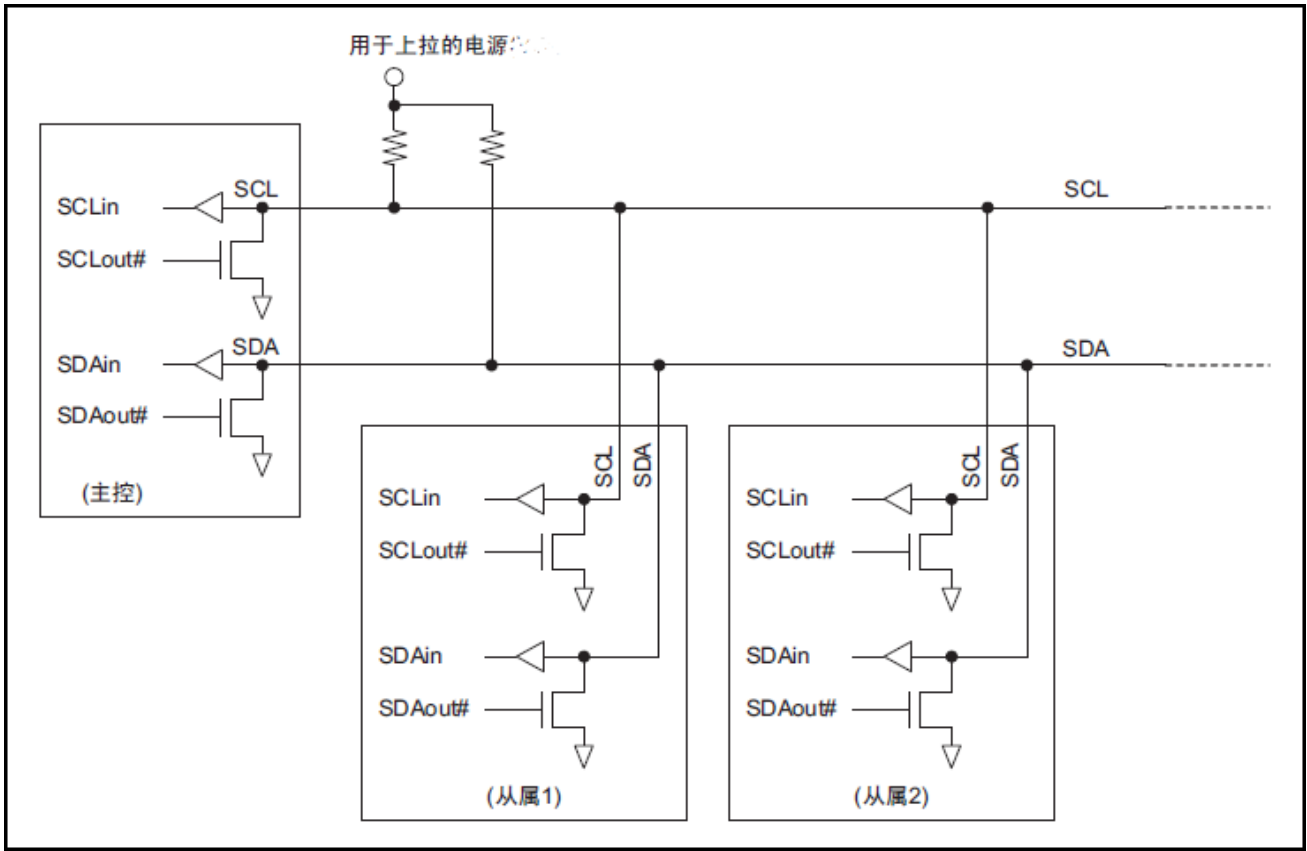 用于上拉的电源
SCL
SCL
SCLin
SCLout#
SDA
SDA
SDAin
SDAout#
(主控)
SCL
SDA
SCLin
SCLout#
SDAin
SDAout#
(从属1)
SCL
SDA
SCLin
SCLout#
SDAin
SDAout#
(从属2)